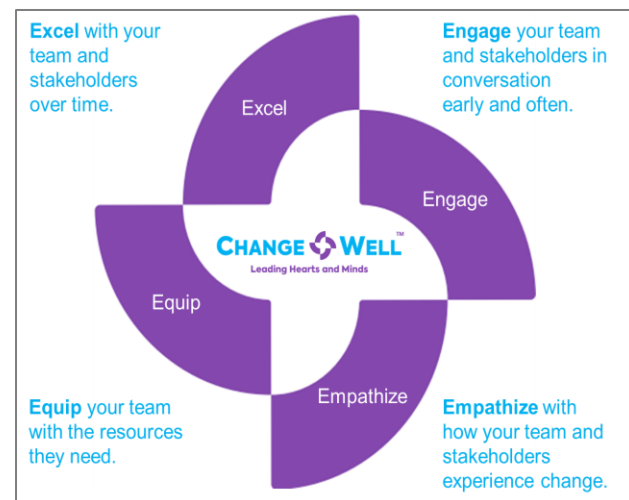 Excel with your
team and
stakeholders
over time.
Engage your team
and stakeholders in
conversation
early and often.
Excel
Engage
CHANGE WELL™
Leading Hearts and Minds
Equip
Empathize
Equip your team
with the resources
they need.
Empathize with
how your team and
stakeholders
experience change.